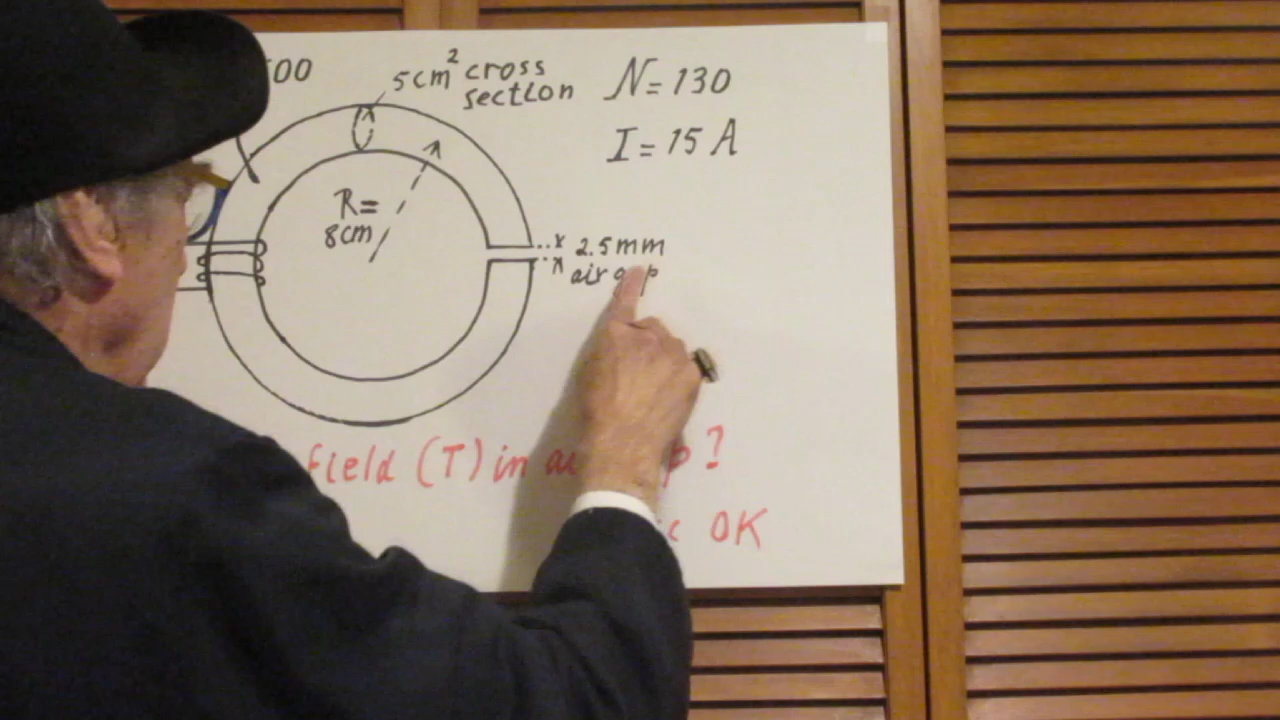 00
5cm² cross
section
N=130
I=15 A
R=
8cm
2.5mm
air
field (T) in
?
OK